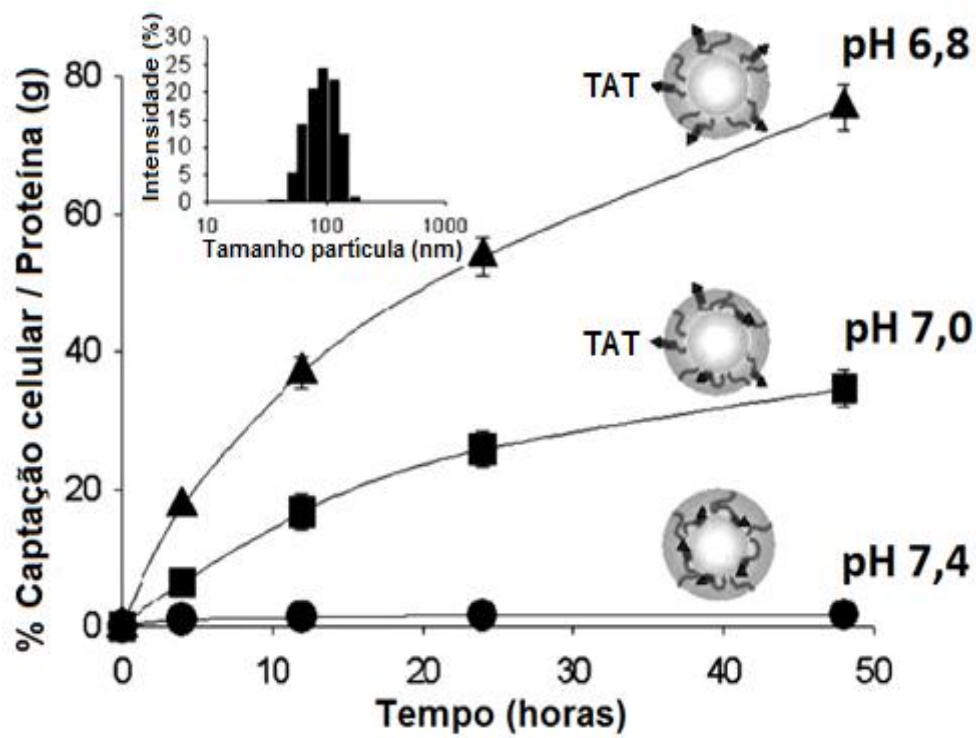 30
25
20
15
10
5
0
Intensidade (%)
10 100 1000
Tamanho partícula (nm)
TAT
pH 6,8
TAT
pH 7,0
pH 7,4
% Captação celular / Proteína (g)
80
60
40
20
0
0 10 20 30 40 50
Tempo (horas)